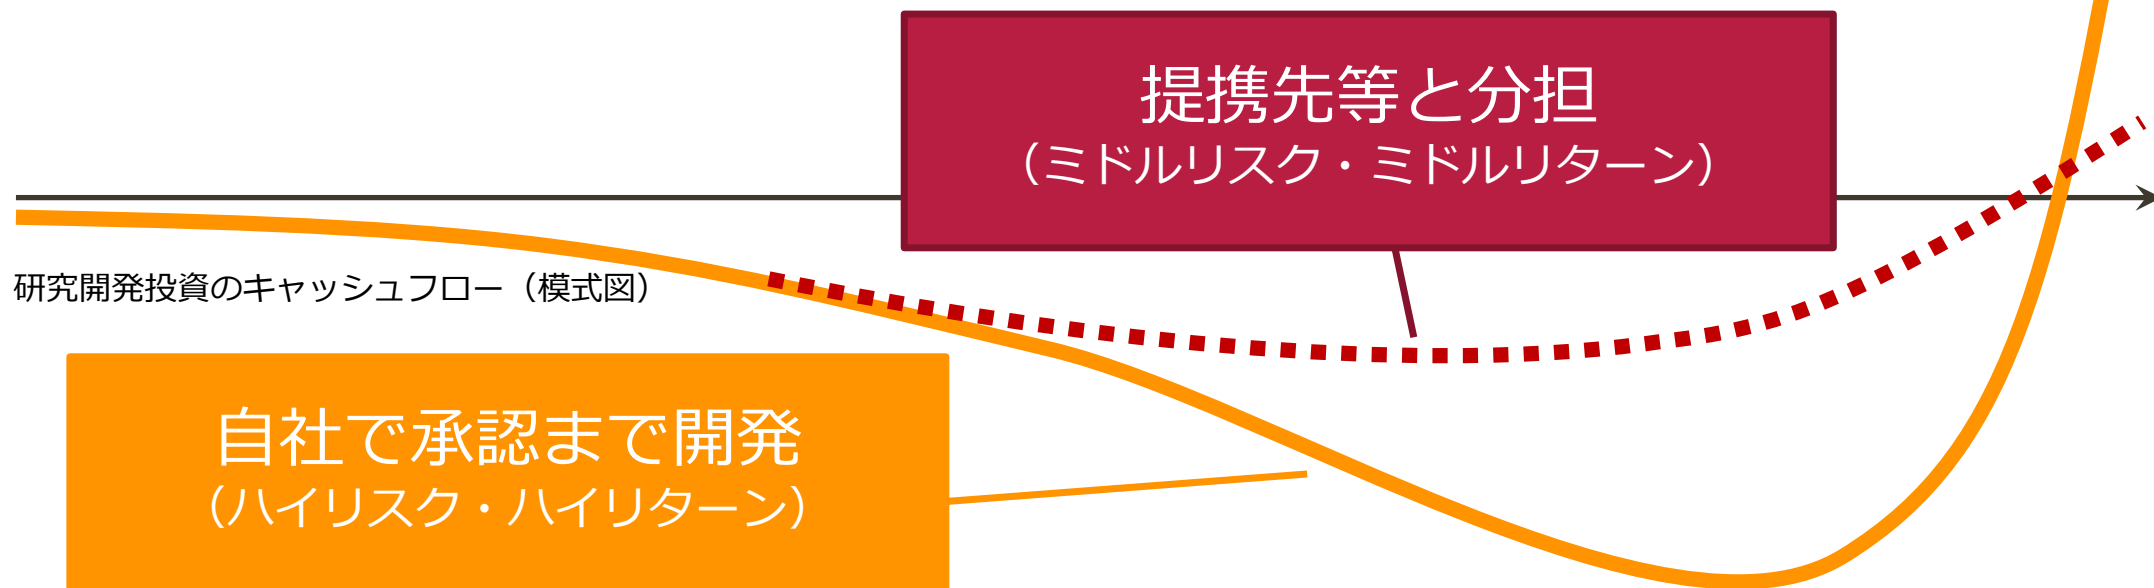 提携先等と分担
（ミドルリスク・ミドルリターン）
研究開発投資のキャッシュフロー（模式図）
自社で承認まで開発
（ハイリスク・ハイリターン）